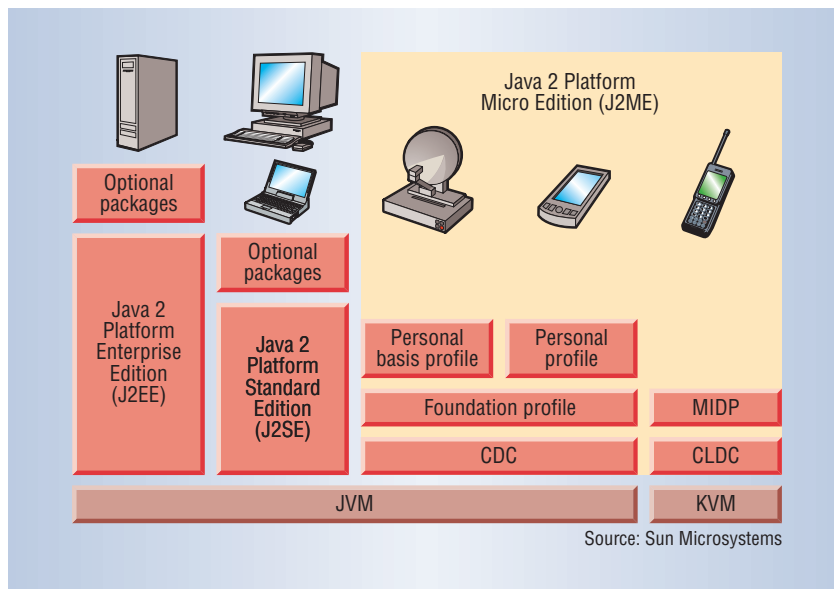 Java 2 Platform
Micro Edition (J2ME)
Optional
packages
Optional
packages
Java 2
Platform
Enterprise
Edition
(J2EE)
Java 2
Platform
Standard
Edition
(J2SE)
Personal
basis profile
Personal
profile
Foundation profile
MIDP
CDC
CLDC
JVM
KVM
Source: Sun Microsystems